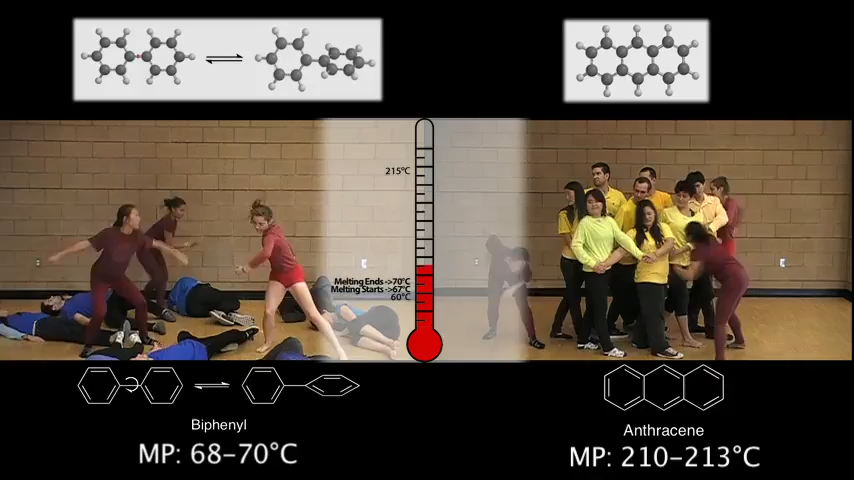 215°C
Melting Ends ->70°C
Melting Starts ->67°C
60°C
Biphenyl
MP: 68-70°C
Anthracene
MP: 210-213°C